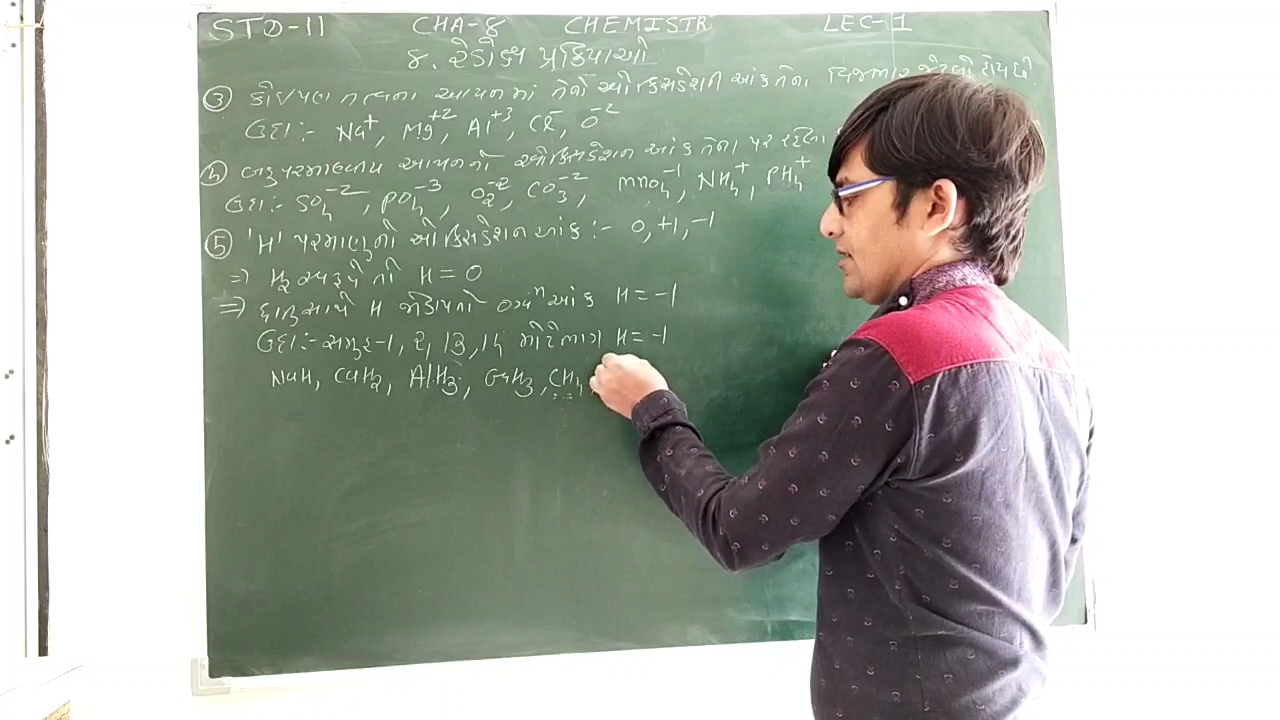 STD-11 CHA-8 CHEMISTR LEC-1
૪. રેડોક્ષ પ્રક્રિયાઓ
③ કોઈપણ તત્વના આયનમાં તેનો ઓક્સિડેશન આંક તેના વિજભાર જેટલો હોય છે.
ઉદા:- Na⁺, Mg⁺², Al⁺³, Cl⁻, O⁻²
④ બહુપરમાણ્વીય આયનનો ઓક્સિડેશન આંક તેના પર રહેલા
ઉદા:- SO₄⁻², PO₄⁻³, O₂⁻², CO₃⁻², MnO₄⁻¹, NH₄⁺, PH₄⁺
⑤ 'H' પરમાણુનો ઓક્સિડેશન આંક :- 0, +1, -1
⇒ H₂ સ્વરૂપે તો H = 0
⇒ ધાતુ સાથે H જોડાય તો આંક H = -1
ઉદા:- સમુહ-1, 2, 13, 14 મોટેભાગે H = -1
NaH, CaH₂, AlH₃, GaH₃, CH₄